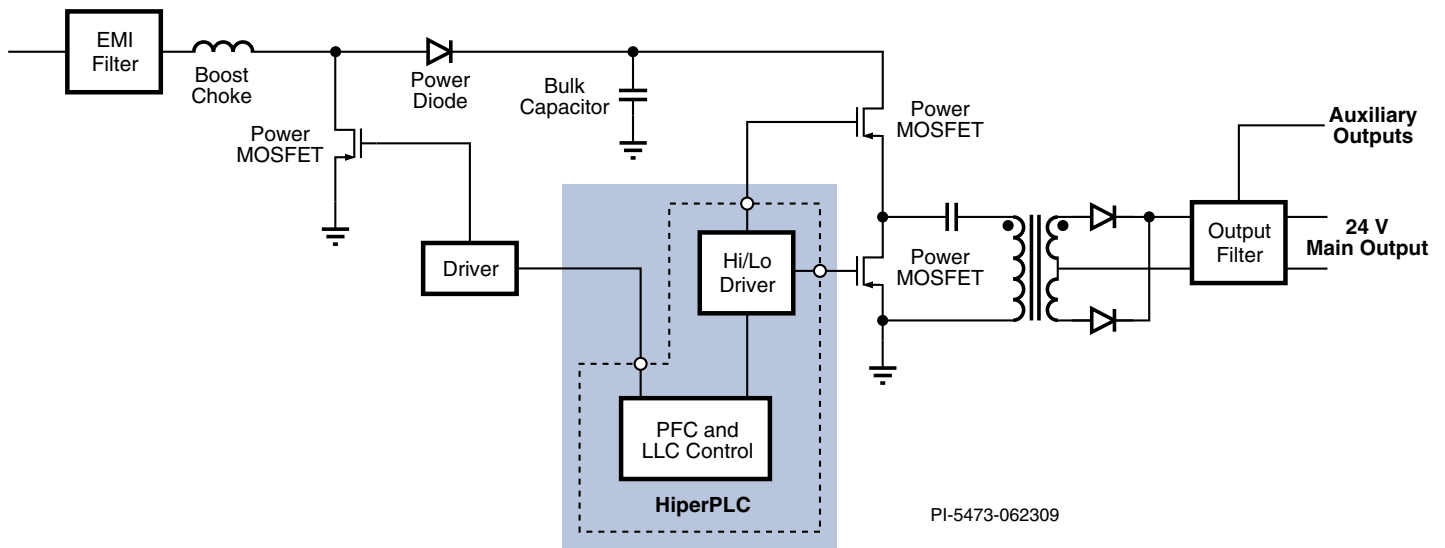 EMI
Filter
Boost
Choke
Power
Diode
Bulk
Capacitor
Power
MOSFET
Power
MOSFET
Auxiliary
Outputs
Driver
Hi/Lo
Driver
Power
MOSFET
Output
Filter
24 V
Main Output
PFC and
LLC Control
HiperPLC
PI-5473-062309